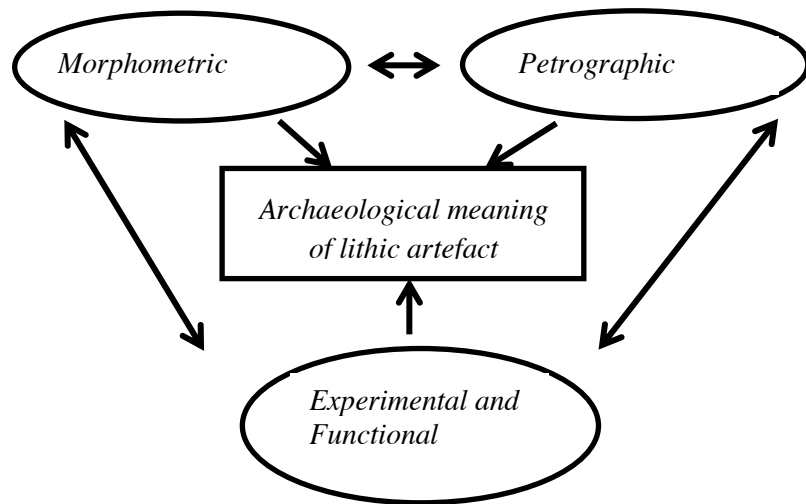 Morphometric
Petrographic
Archaeological meaning
of lithic artefact
Experimental and
Functional